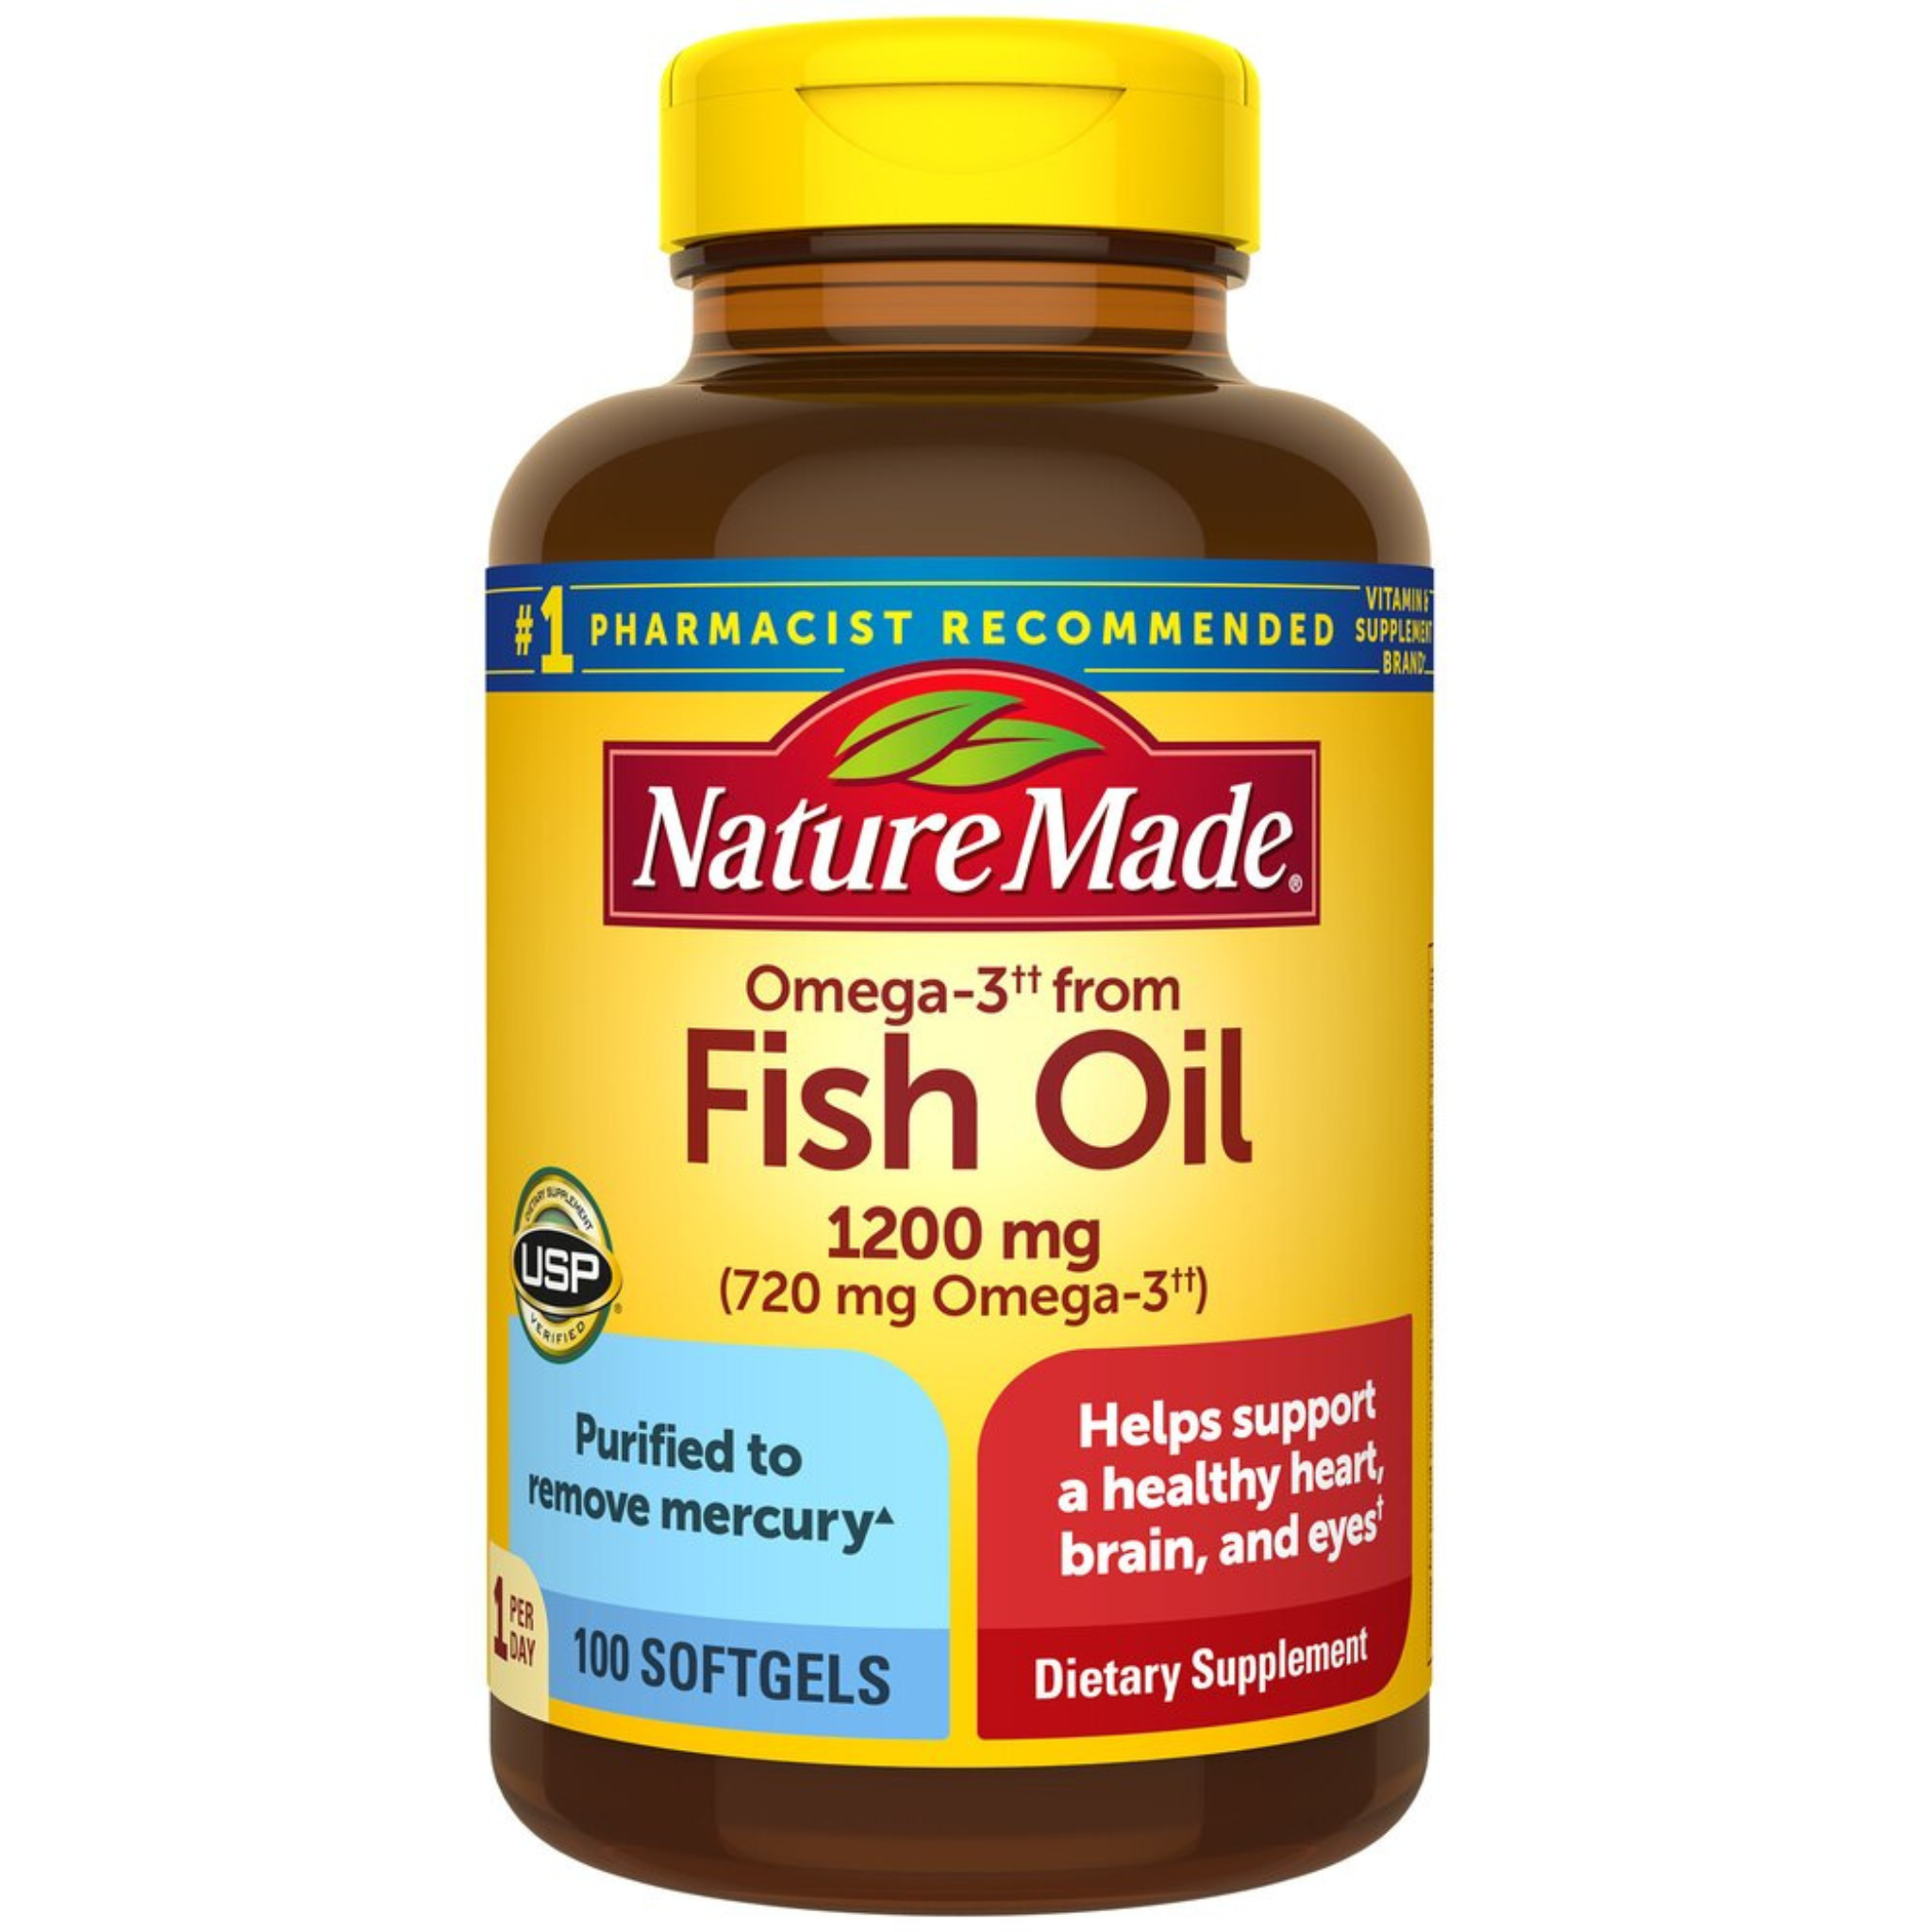 #1 PHARMACIST RECOMMENDED
VITAMIN &
SUPPLEMENT
BRAND
Nature Made®
Omega-3†† from
Fish Oil
1200 mg
(720 mg Omega-3††)
DIETARY SUPPLEMENT
USP®
VERIFIED
Purified to
remove mercury▲
1 PER
DAY
100 SOFTGELS
Helps support
a healthy heart,
brain, and eyes†
Dietary Supplement